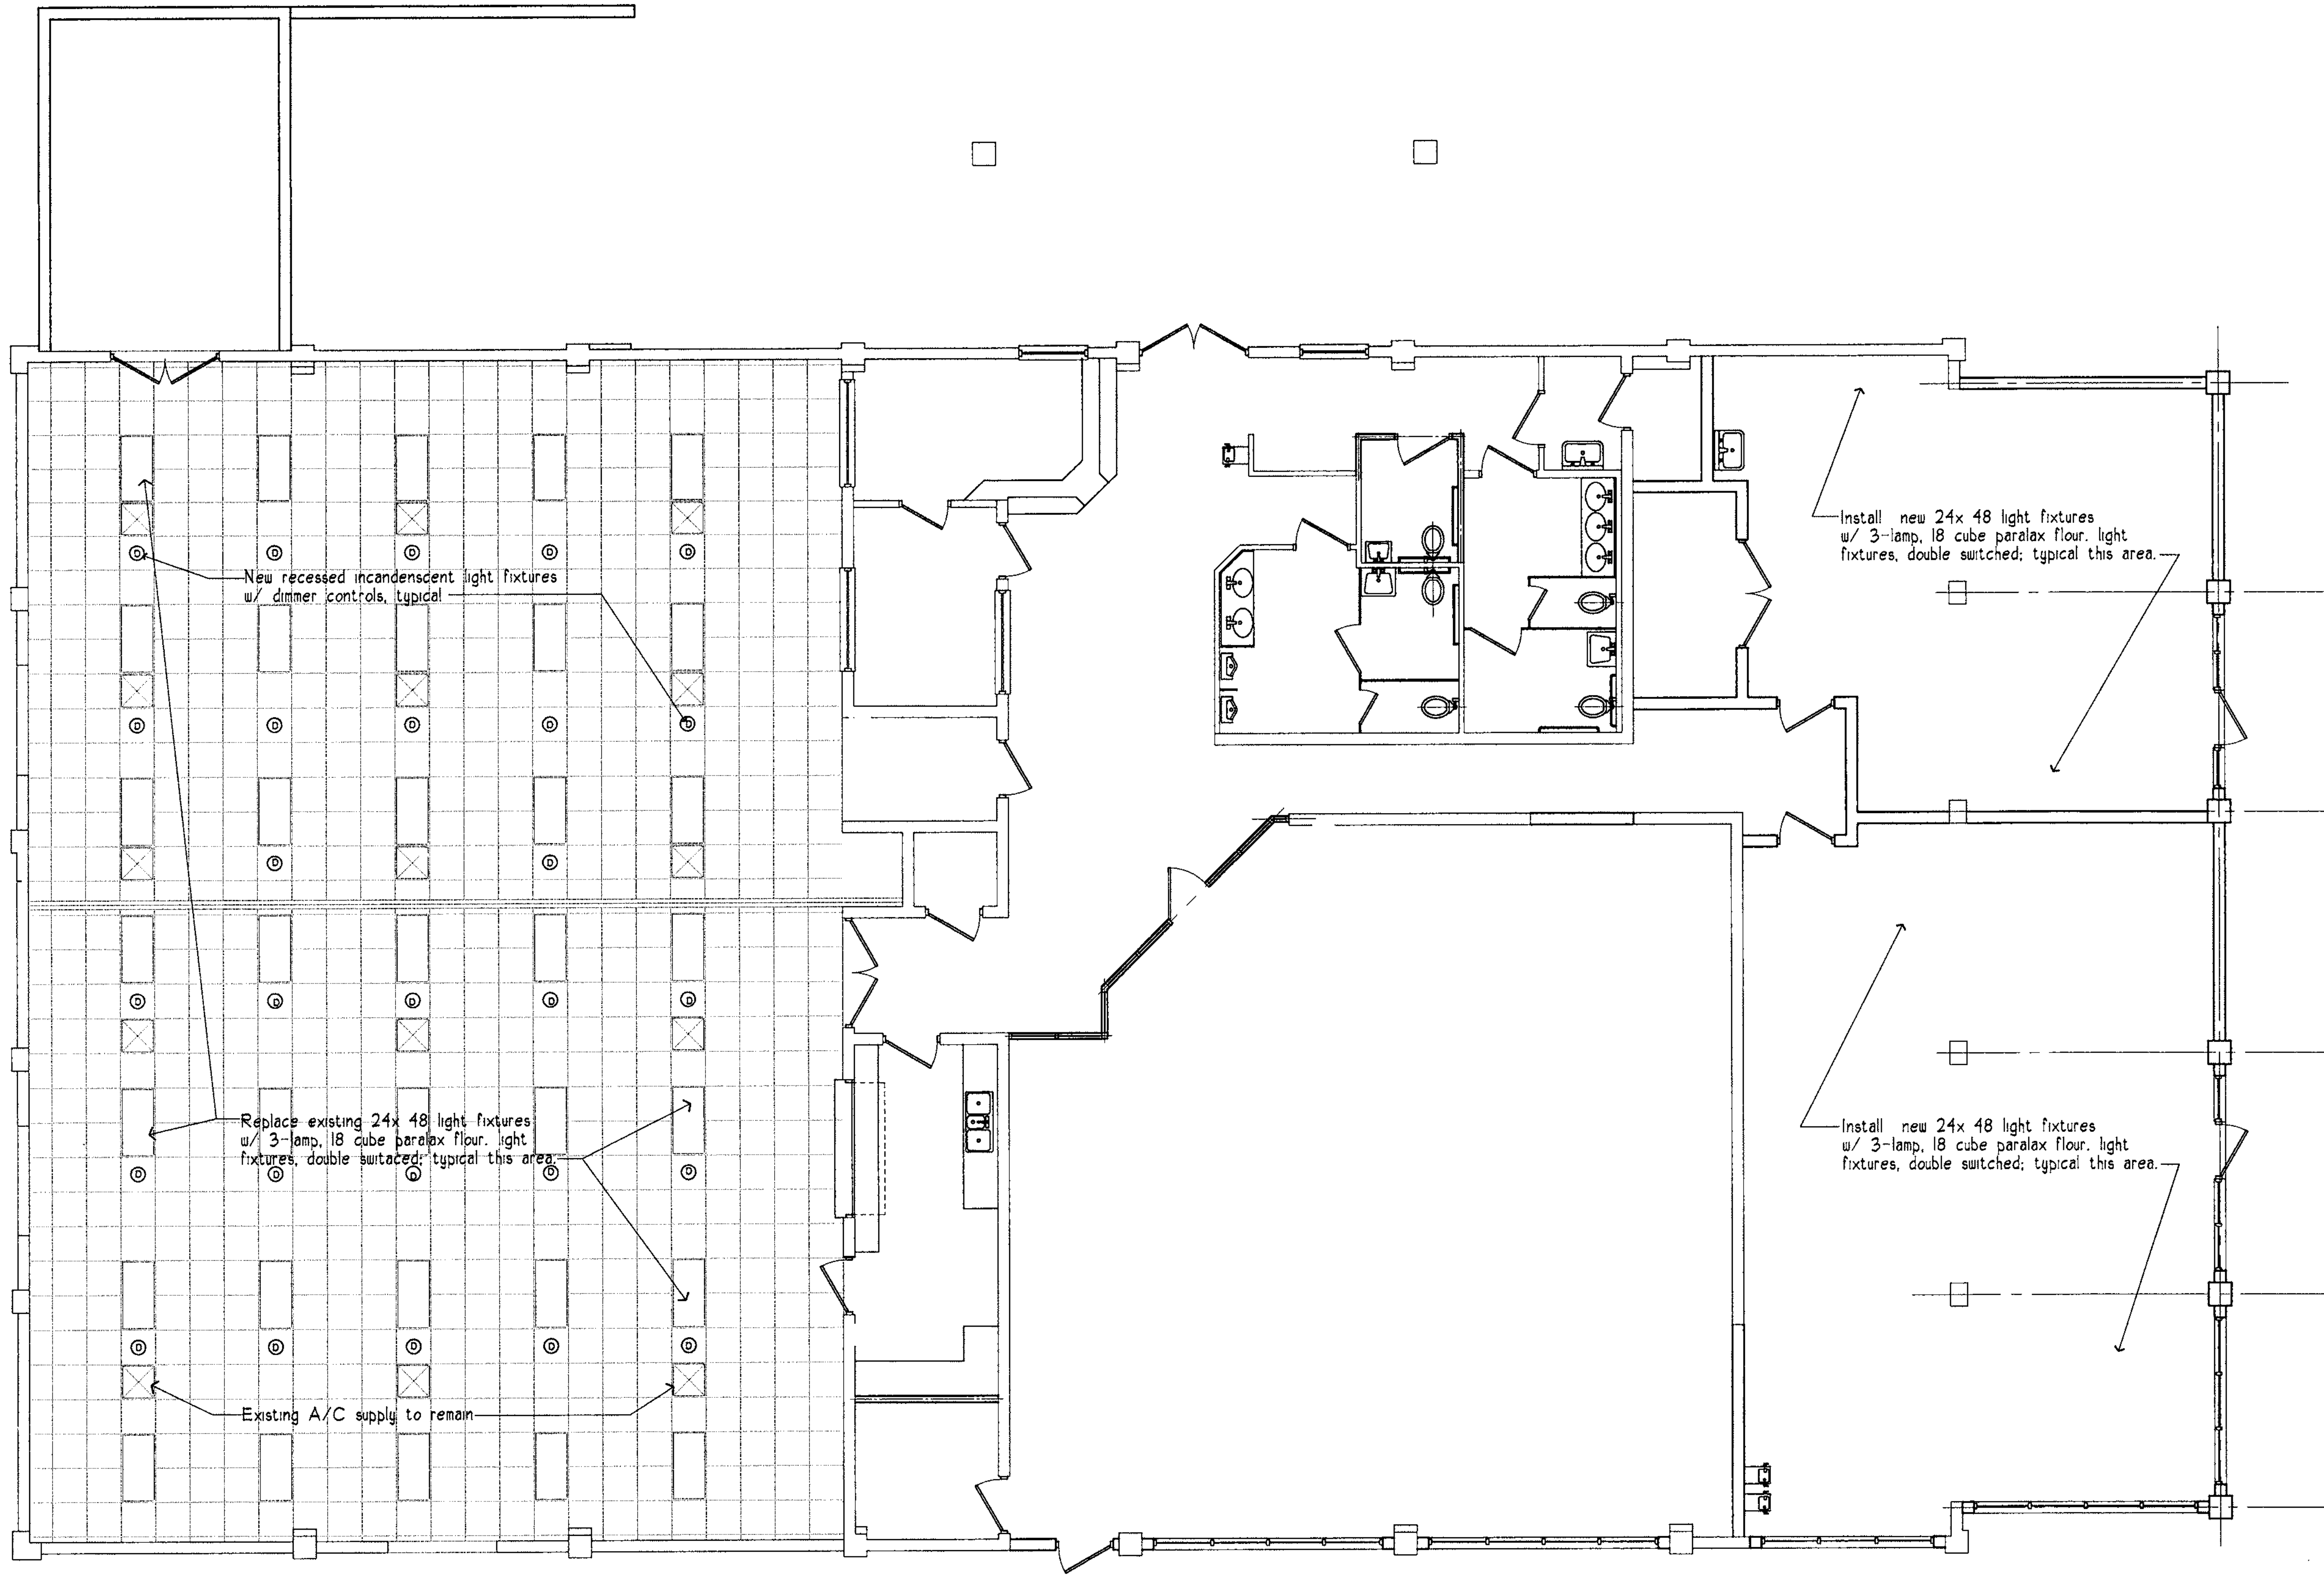 Install new 24x 48 light fixtures
w/ 3-lamp, 18 cube paralax flour. light
fixtures, double switched; typical this area.
New recessed incandenscent light fixtures
w/ dimmer controls, typical
Replace existing 24x 48 light fixtures
w/ 3-lamp, 18 cube paralax flour. light
fixtures, double switaced; typical this area.
Install new 24x 48 light fixtures
w/ 3-lamp, 18 cube paralax flour. light
fixtures, double switched; typical this area.
Existing A/C supply to remain
D D D D D
D D D D D
D D
D D D D D
D D D D D
D D D D D